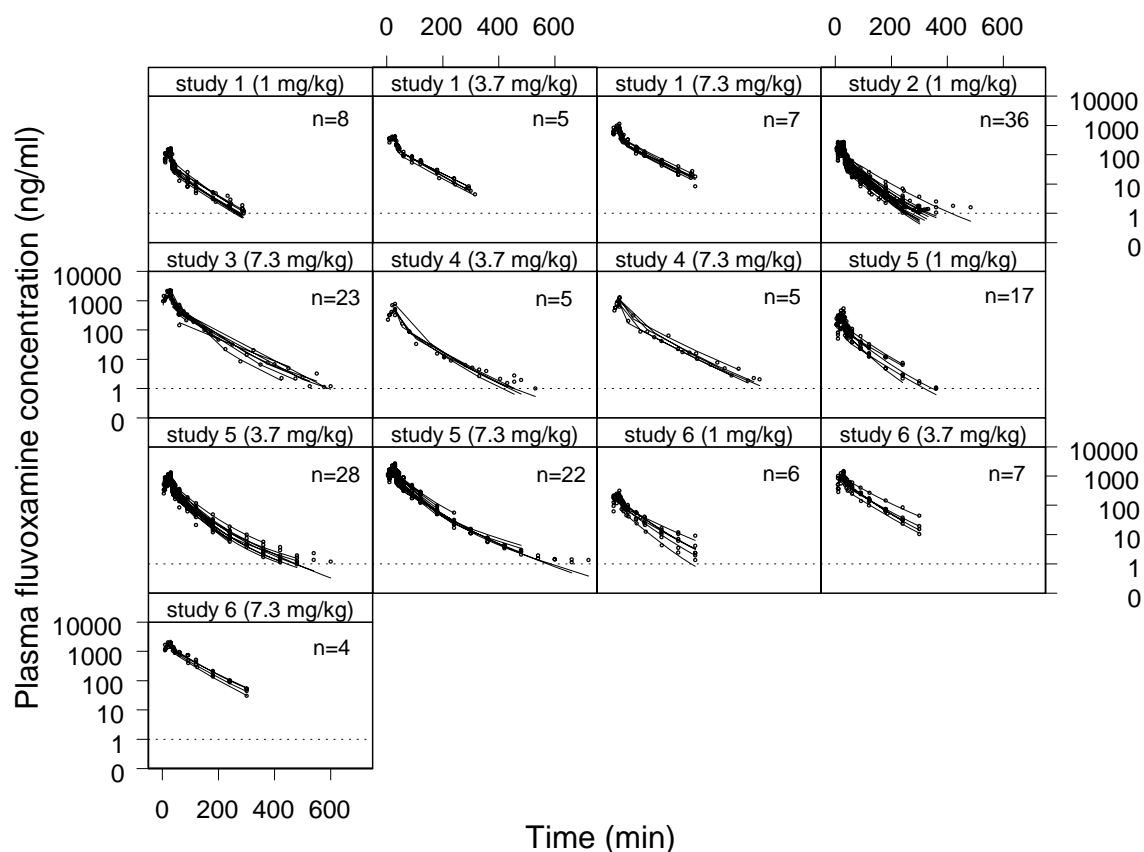 0 200 400 600
study 1 (1 mg/kg) study 1 (3.7 mg/kg) study 1 (7.3 mg/kg) study 2 (1 mg/kg)
n=8 n=5 n=7 n=36
10000
1000
100
10
1
0
study 3 (7.3 mg/kg) study 4 (3.7 mg/kg) study 4 (7.3 mg/kg) study 5 (1 mg/kg)
10000
1000
100
10
1
0
n=23 n=5 n=5 n=17
study 5 (3.7 mg/kg) study 5 (7.3 mg/kg) study 6 (1 mg/kg) study 6 (3.7 mg/kg)
n=28 n=22 n=6 n=7
10000
1000
100
10
1
0
study 6 (7.3 mg/kg)
10000
1000
100
10
1
0
n=4
0 200 400 600
Plasma fluvoxamine concentration (ng/ml)
Time (min)